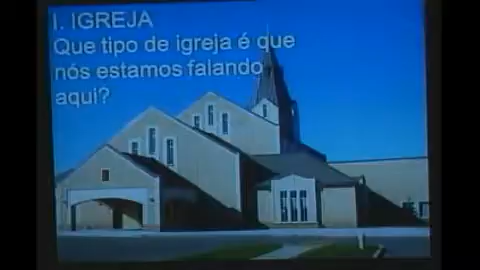 I. IGREJA
Que tipo de igreja é que
nós estamos falando
aqui?